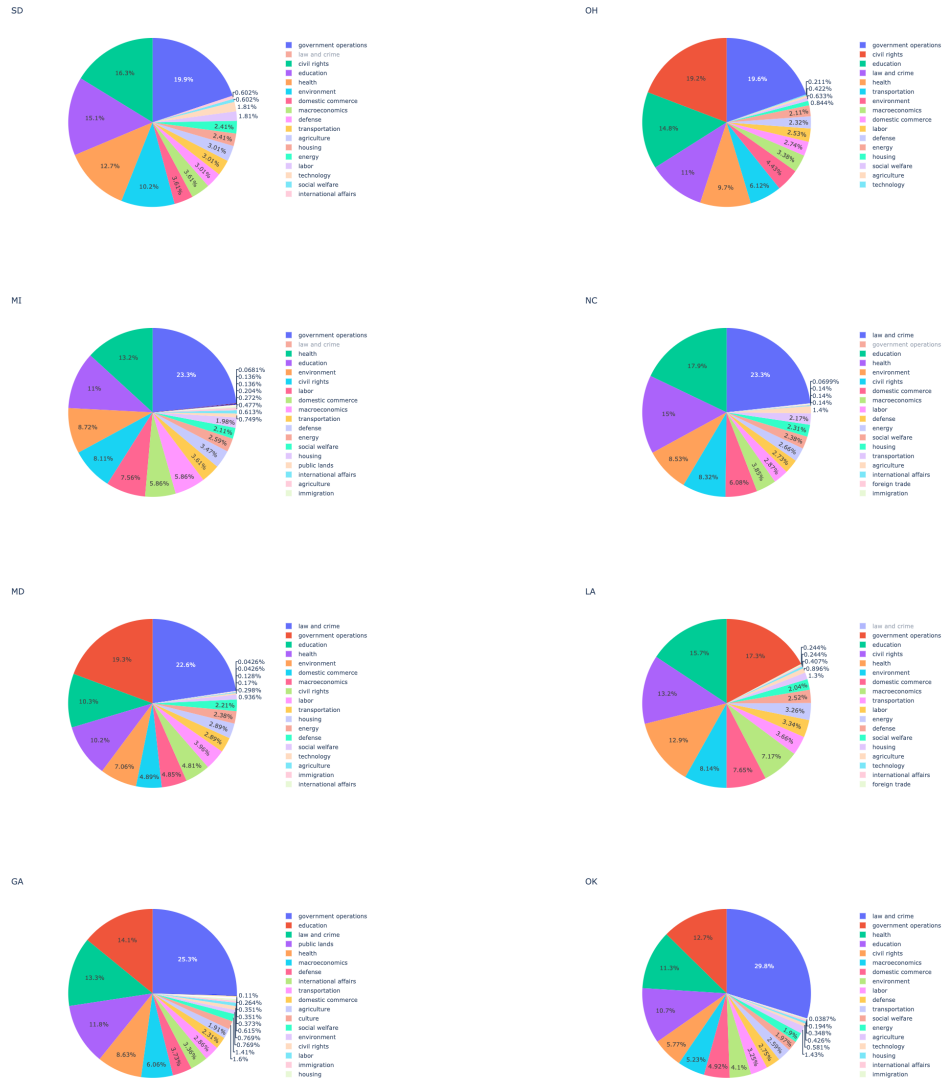 SD
government operations
law and crime
civil rights
education
health
environment
domestic commerce
macroeconomics
defense
transportation
agriculture
housing
energy
labor
technology
social welfare
international affairs
19.9%
0.602%
0.602%
1.81%
1.81%
2.41%
2.41%
3.01%
3.01%
3.01%
3.61%
3.61%
10.2%
12.7%
15.1%
16.3%
OH
government operations
civil rights
education
law and crime
health
transportation
environment
macroeconomics
domestic commerce
labor
defense
energy
housing
social welfare
agriculture
technology
19.6%
0.211%
0.422%
0.633%
0.844%
2.11%
2.32%
2.53%
2.74%
3.38%
4.43%
6.12%
9.7%
11%
14.8%
19.2%
MI
government operations
law and crime
health
education
environment
civil rights
labor
domestic commerce
macroeconomics
transportation
defense
energy
social welfare
housing
public lands
international affairs
agriculture
immigration
23.3%
0.0681%
0.136%
0.136%
0.204%
0.272%
0.477%
0.613%
0.749%
1.98%
2.11%
2.59%
3.47%
3.61%
5.86%
5.86%
7.56%
8.11%
8.72%
11%
13.2%
NC
law and crime
government operations
education
health
environment
civil rights
domestic commerce
macroeconomics
labor
defense
energy
social welfare
housing
transportation
agriculture
international affairs
foreign trade
immigration
23.3%
0.0699%
0.14%
0.14%
0.14%
1.4%
2.17%
2.31%
2.38%
2.66%
2.73%
2.87%
3.85%
6.08%
8.32%
8.53%
15%
17.9%
MD
law and crime
government operations
education
health
environment
domestic commerce
macroeconomics
civil rights
labor
transportation
housing
energy
defense
social welfare
technology
agriculture
immigration
international affairs
22.6%
0.0426%
0.0426%
0.128%
0.17%
0.298%
0.936%
2.21%
2.38%
2.89%
2.89%
3.96%
4.81%
4.85%
4.89%
7.06%
10.2%
10.3%
19.3%
LA
law and crime
government operations
education
civil rights
health
environment
domestic commerce
macroeconomics
labor
transportation
energy
defense
social welfare
housing
agriculture
technology
international affairs
foreign trade
17.3%
0.244%
0.244%
0.407%
0.896%
1.3%
2.04%
2.52%
3.26%
3.34%
3.66%
7.17%
7.65%
8.14%
12.9%
13.2%
15.7%
GA
government operations
education
law and crime
public lands
health
macroeconomics
defense
international affairs
transportation
domestic commerce
agriculture
culture
social welfare
environment
civil rights
labor
immigration
housing
25.3%
0.11%
0.264%
0.351%
0.351%
0.373%
0.615%
0.769%
0.769%
1.41%
1.6%
1.91%
2.31%
2.86%
3.36%
3.73%
6.06%
8.63%
11.8%
13.3%
14.1%
OK
law and crime
government operations
health
education
civil rights
macroeconomics
domestic commerce
environment
labor
defense
transportation
social welfare
energy
agriculture
technology
housing
international affairs
immigration
29.8%
0.0387%
0.194%
0.348%
0.426%
0.581%
1.43%
1.9%
1.97%
2.59%
2.75%
3.25%
4.1%
4.92%
5.23%
5.77%
10.7%
11.3%
12.7%